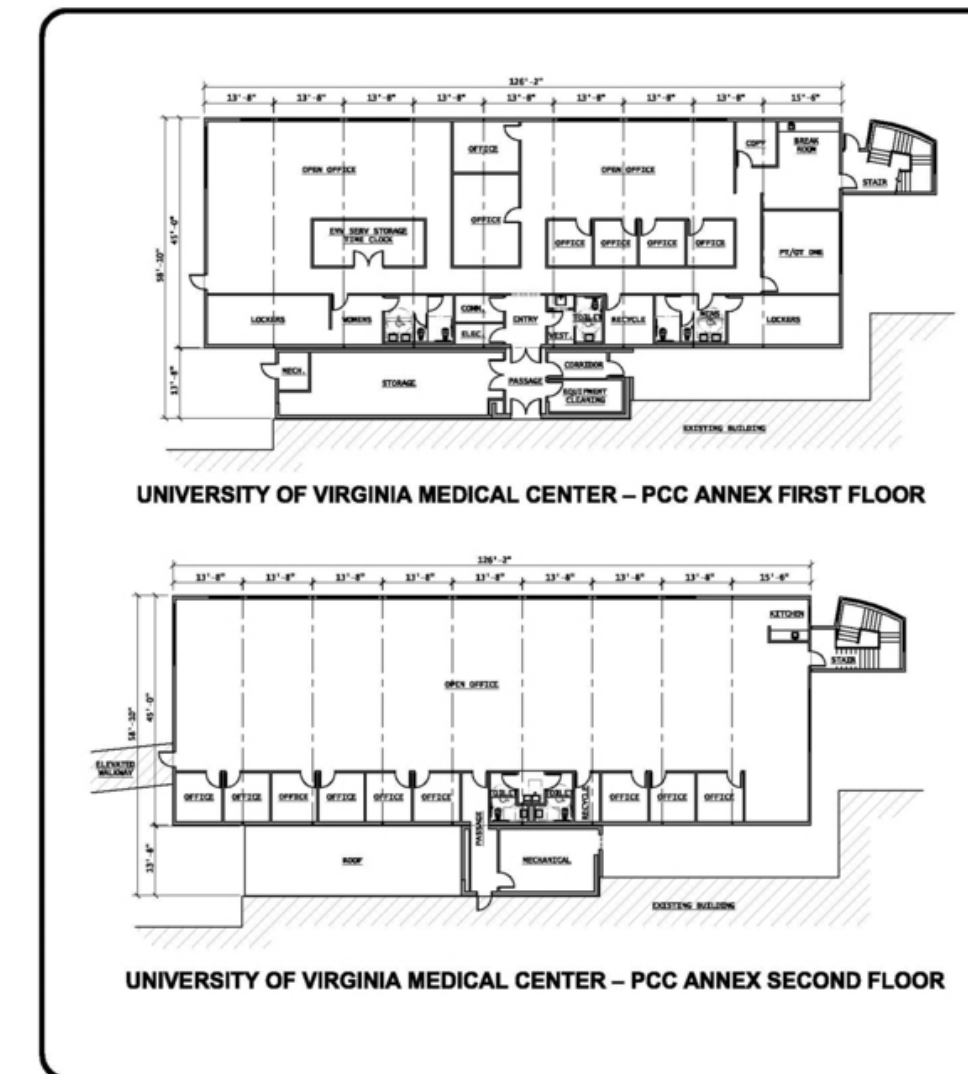 126'-2"
13'-8" 13'-8" 13'-8" 13'-8" 13'-8" 13'-8" 13'-8" 13'-8" 15'-6"
OFFICE
COPY
BREAK ROOM
OPEN OFFICE
OPEN OFFICE
STAIR
45'-0"
58'-10"
OFFICE
EVN SERV STORAGE
TIME CLOCK
OFFICE OFFICE OFFICE OFFICE
PT/OT DME
LOCKERS
WOMENS
COMM.
ELEC.
ENTRY
VEST.
TOILET
RECYCLE
MENS
LOCKERS
13'-8"
MECH.
STORAGE
PASSAGE
CORRIDOR
EQUIPMENT
CLEANING
EXISTING BUILDING
UNIVERSITY OF VIRGINIA MEDICAL CENTER – PCC ANNEX FIRST FLOOR
126'-2"
13'-8" 13'-8" 13'-8" 13'-8" 13'-8" 13'-8" 13'-8" 13'-8" 15'-6"
KITCHEN
STAIR
OPEN OFFICE
45'-0"
58'-10"
ELEVATED
WALKWAY
OFFICE OFFICE OFFICE OFFICE OFFICE OFFICE
PASSAGE
TOILET
TOILET
RECYCLE
OFFICE OFFICE OFFICE
13'-8"
ROOF
MECHANICAL
EXISTING BUILDING
UNIVERSITY OF VIRGINIA MEDICAL CENTER – PCC ANNEX SECOND FLOOR